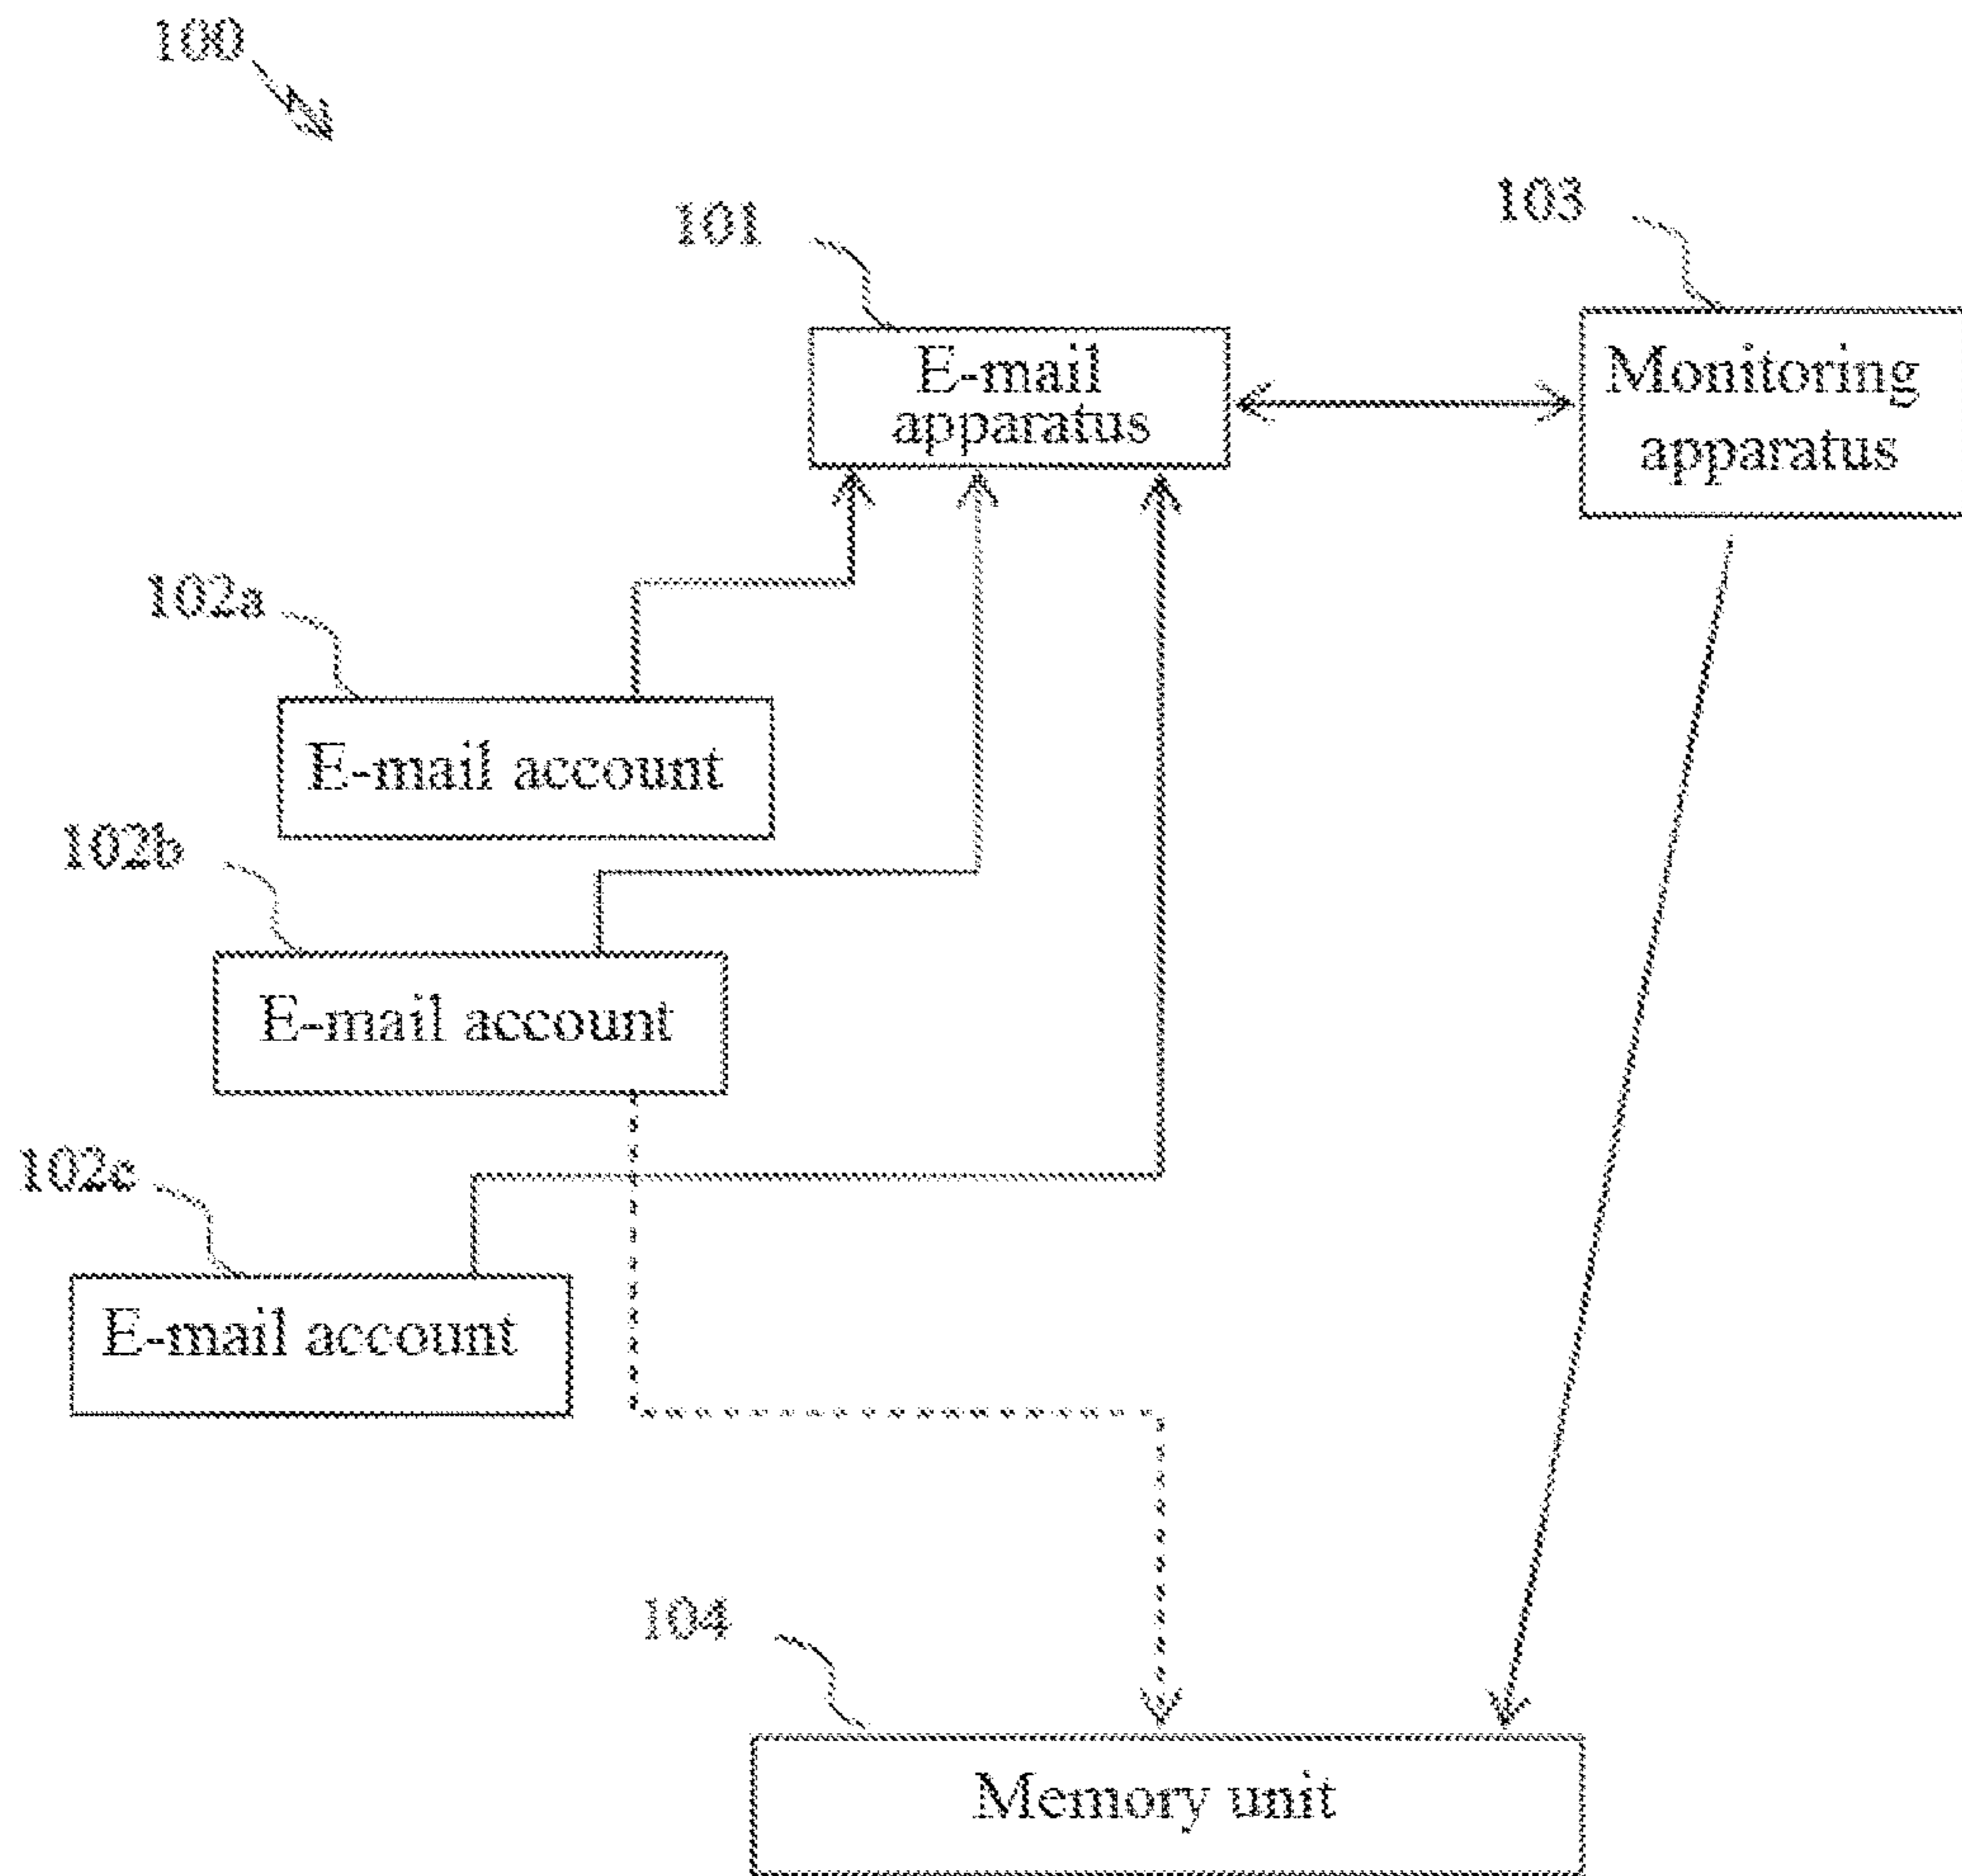 100
101
103
E-mail
apparatus
Monitoring
apparatus
102a
E-mail account
102b
E-mail account
102c
E-mail account
104
Memory unit